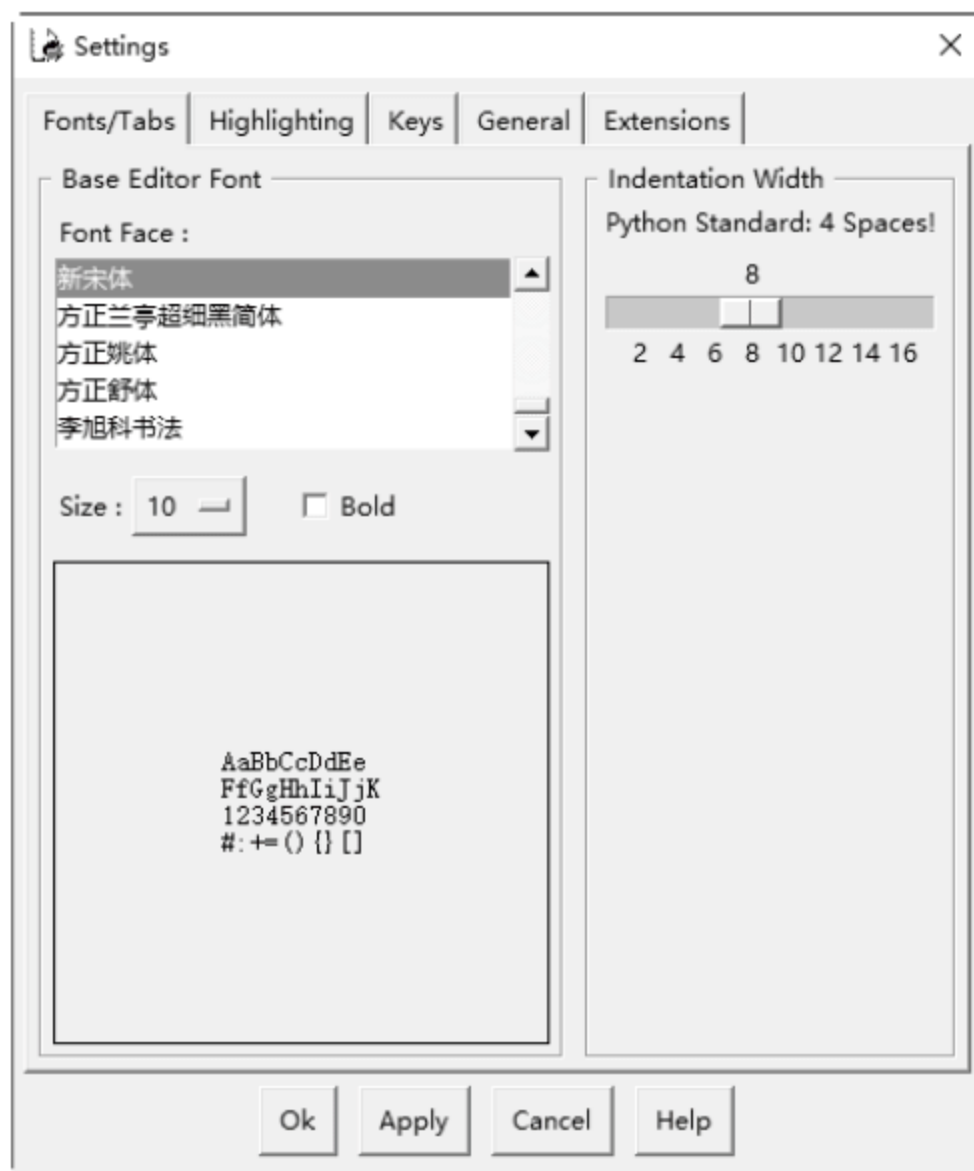 Settings
Fonts/Tabs Highlighting Keys General Extensions
Base Editor Font
Font Face :
新宋体
方正兰亭超细黑简体
方正姚体
方正舒体
李旭科书法
Size : 10 Bold
AaBbCcDdEe
FfGgHhIiJjK
1234567890
#:+=(){}[]
Indentation Width
Python Standard: 4 Spaces!
8
2 4 6 8 10 12 14 16
Ok Apply Cancel Help